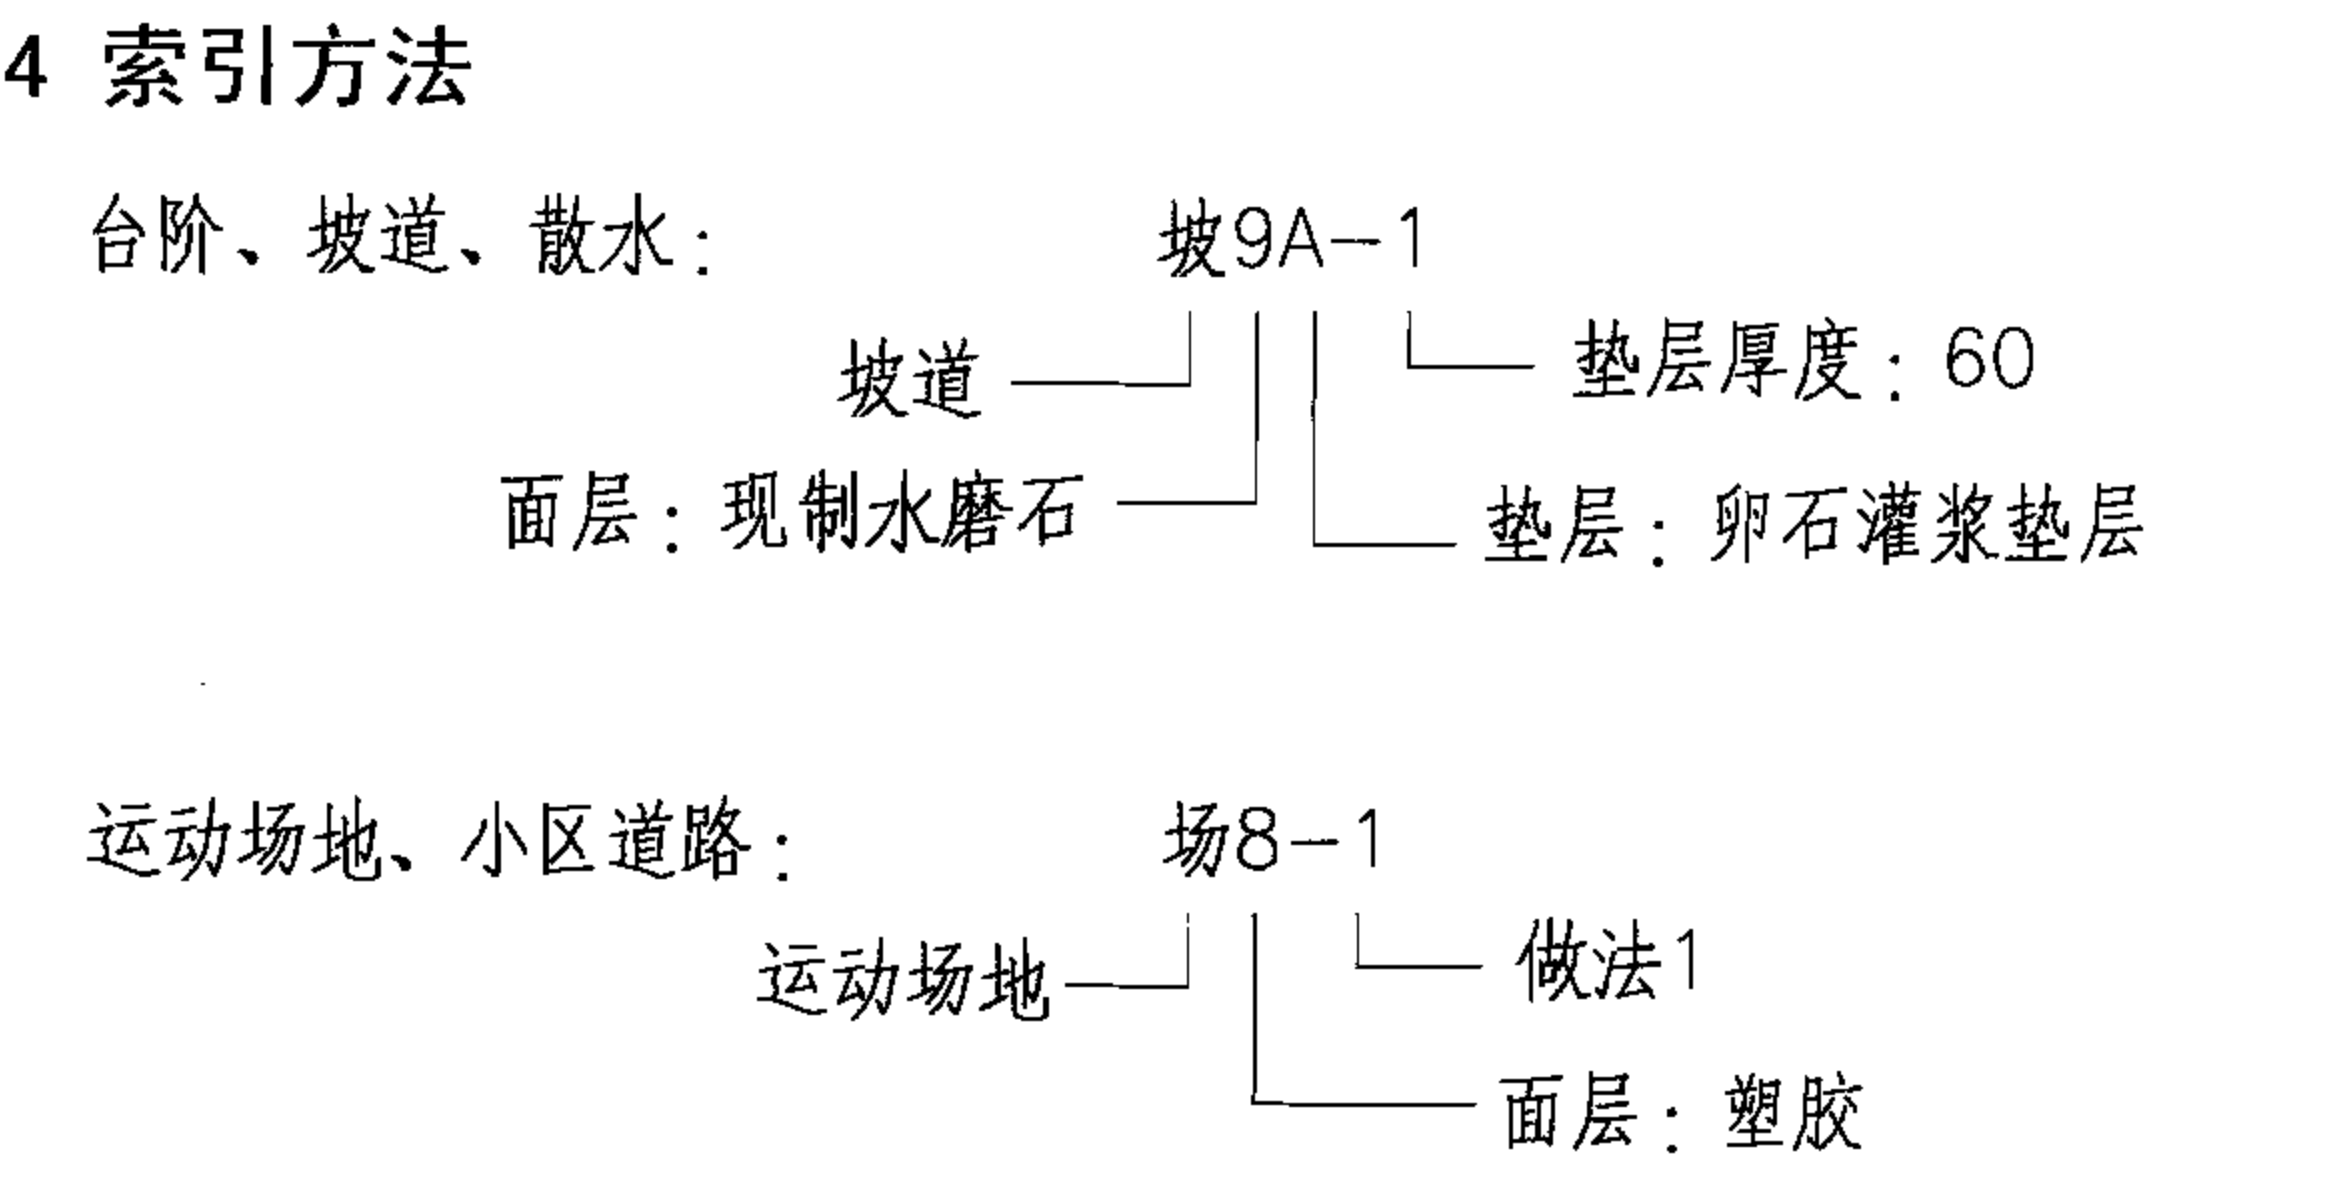 4 索引方法
台阶、坡道、散水: 坡9A-1
坡道 垫层厚度: 60
面层: 现制水磨石 垫层: 卵石灌浆垫层
运动场地、小区道路: 场8-1
运动场地 做法1
面层: 塑胶